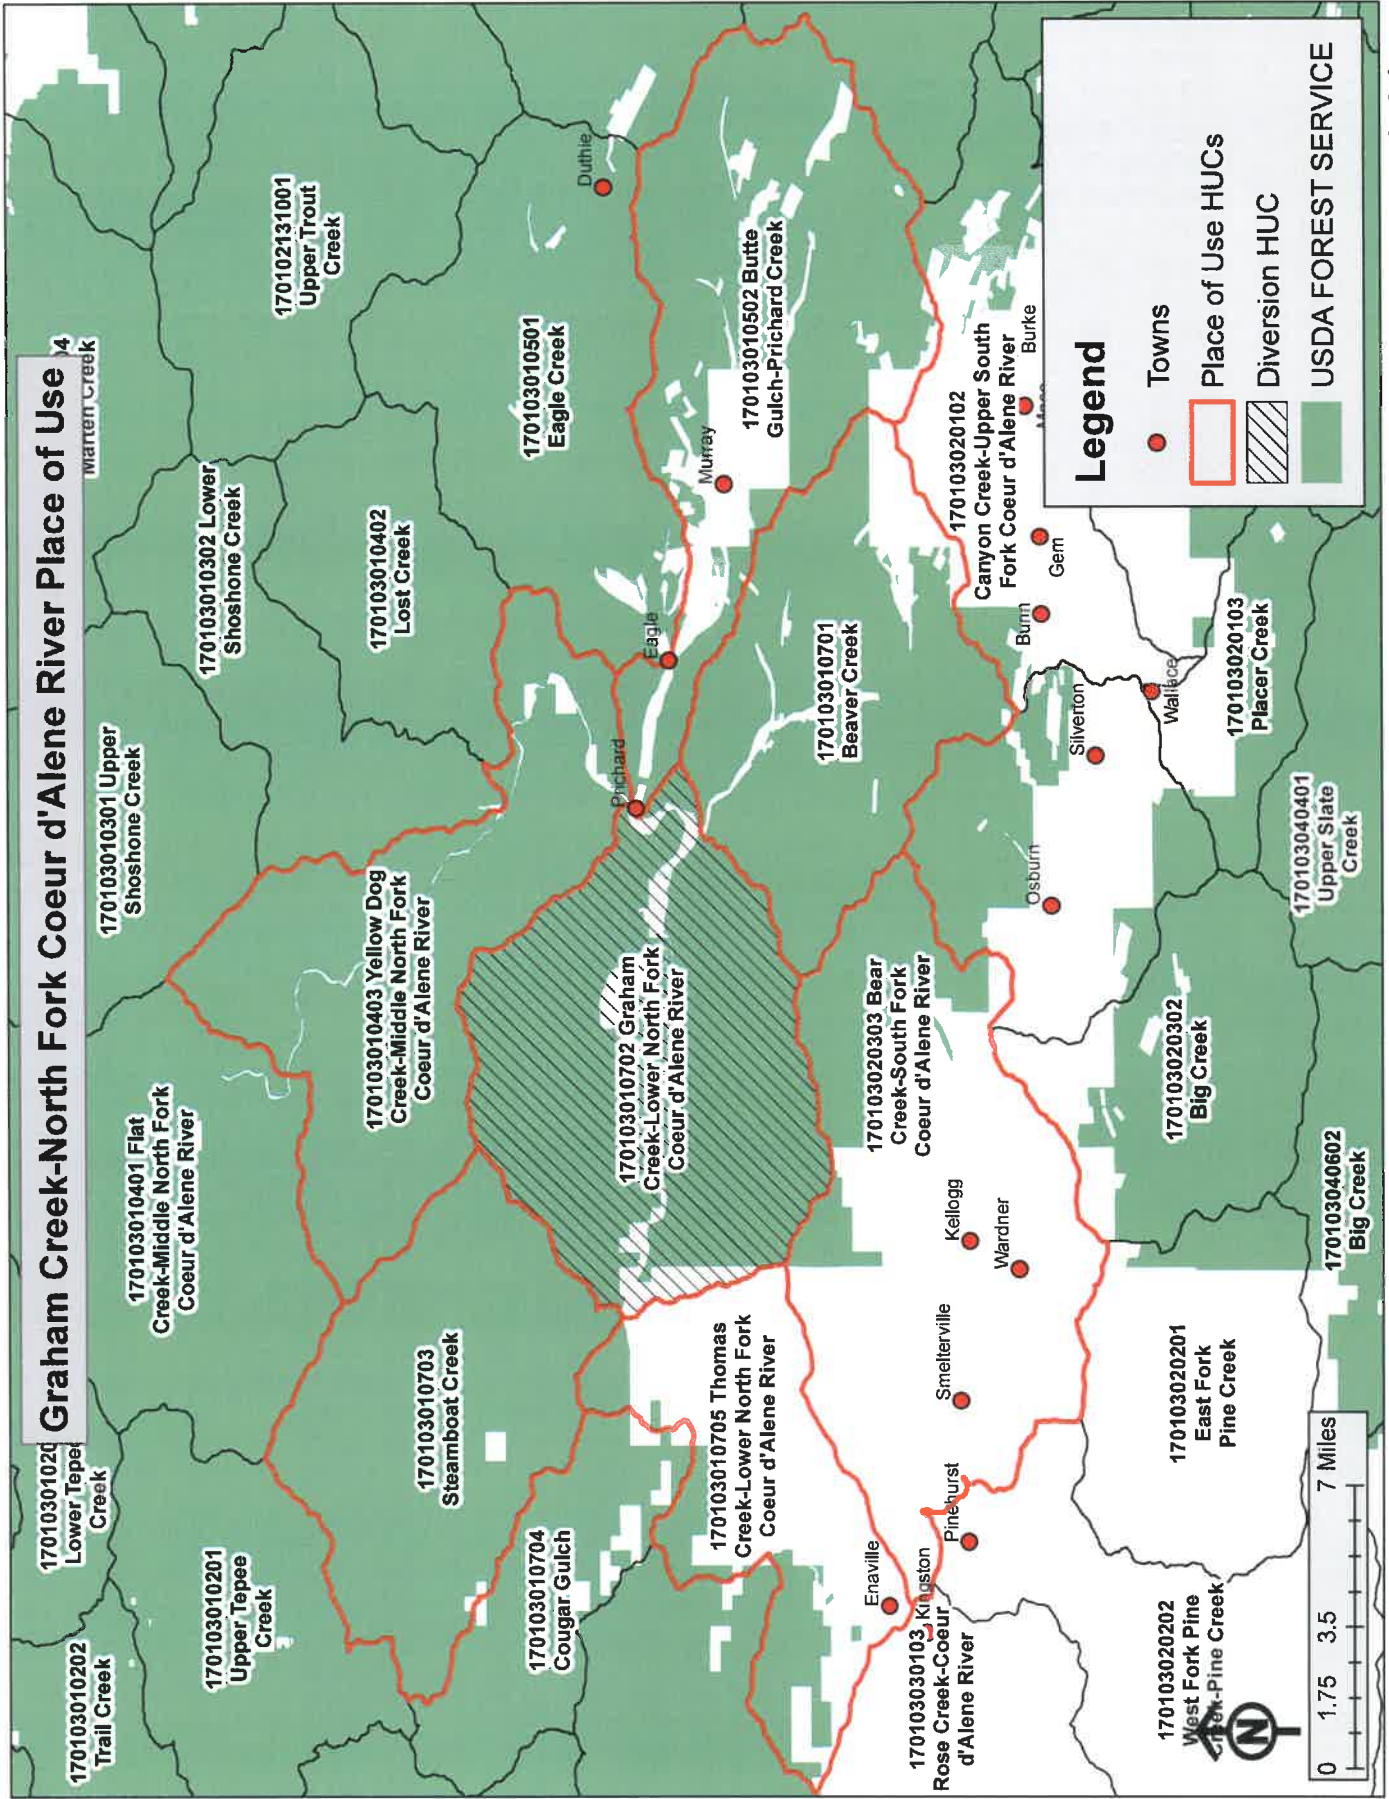 Graham Creek-North Fork Coeur d'Alene River Place of Use
Marten Creek
Lower Tepee
Creek
170103010202
Trail Creek
170103010201
Upper Tepee
Creek
170103010401 Flat
Creek-Middle North Fork
Coeur d'Alene River
170103010301 Upper
Shoshone Creek
170103010302 Lower
Shoshone Creek
170102131001
Upper Trout
Creek
170103010402
Lost Creek
170103010403 Yellow Dog
Creek-Middle North Fork
Coeur d'Alene River
170103010703
Steamboat Creek
170103010704
Cougar Gulch
170103010501
Eagle Creek
Duthie
Eagle
Prichard
Murray
170103010702 Graham
Creek-Lower North Fork
Coeur d'Alene River
170103010502 Butte
Gulch-Prichard Creek
170103010705 Thomas
Creek-Lower North Fork
Coeur d'Alene River
170103010701
Beaver Creek
170103020303 Bear
Creek-South Fork
Coeur d'Alene River
170103020102
Canyon Creek-Upper South
Fork Coeur d'Alene River
Enaville
Kingston
Pinehurst
Smelterville
Kellogg
Wardner
Osburn
Silverton
Wallace
Bunn
Gem
Burke
170103030103
Rose Creek-Coeur
d'Alene River
170103020202
West Fork Pine
Creek-Pine Creek
170103020201
East Fork
Pine Creek
170103020302
Big Creek
170103020103
Placer Creek
170103040401
Upper Slate
Creek
170103040602
Big Creek
N
0 1.75 3.5 7 Miles
Legend
Towns
Place of Use HUCs
Diversion HUC
USDA FOREST SERVICE